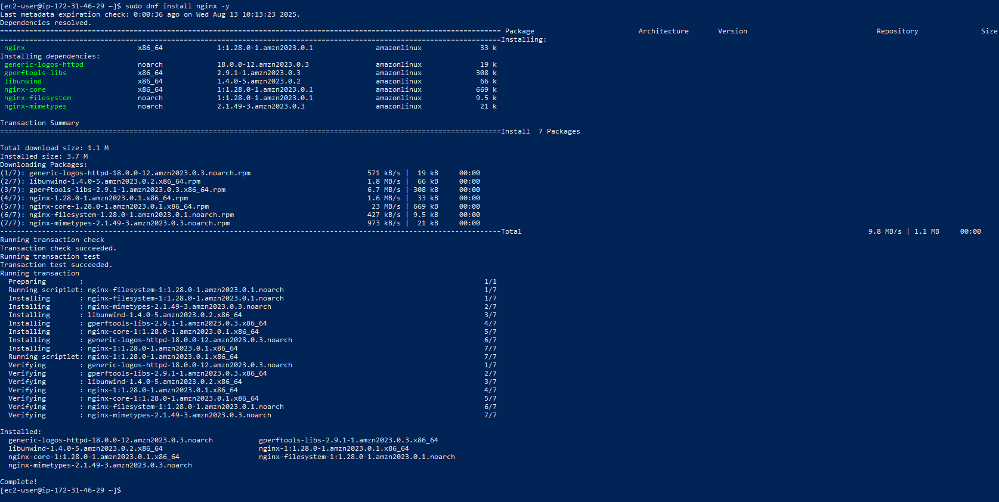 [ec2-user@ip-172-31-46-29 ~]$ sudo dnf install nginx -y
Last metadata expiration check: 0:00:36 ago on Wed Aug 13 10:13:23 2025.
Dependencies resolved.
======================================================================================================================== Package                         Architecture       Version                               Repository               Size
========================================================================================================================Installing:
 nginx                           x86_64             1:1.28.0-1.amzn2023.0.1               amazonlinux              33 k
Installing dependencies:
 generic-logos-httpd             noarch             18.0.0-12.amzn2023.0.3                amazonlinux              19 k
 gperftools-libs                 x86_64             2.9.1-1.amzn2023.0.3                  amazonlinux             308 k
 libunwind                       x86_64             1.4.0-5.amzn2023.0.2                  amazonlinux              66 k
 nginx-core                      x86_64             1:1.28.0-1.amzn2023.0.1               amazonlinux             669 k
 nginx-filesystem                noarch             1:1.28.0-1.amzn2023.0.1               amazonlinux             9.5 k
 nginx-mimetypes                 noarch             2.1.49-3.amzn2023.0.3                 amazonlinux              21 k
Transaction Summary
========================================================================================================================Install  7 Packages
Total download size: 1.1 M
Installed size: 3.7 M
Downloading Packages:
(1/7): generic-logos-httpd-18.0.0-12.amzn2023.0.3.noarch.rpm                            571 kB/s |  19 kB     00:00
(2/7): libunwind-1.4.0-5.amzn2023.0.2.x86_64.rpm                                        1.8 MB/s |  66 kB     00:00
(3/7): gperftools-libs-2.9.1-1.amzn2023.0.3.x86_64.rpm                                  6.7 MB/s | 308 kB     00:00
(4/7): nginx-1.28.0-1.amzn2023.0.1.x86_64.rpm                                           1.6 MB/s |  33 kB     00:00
(5/7): nginx-core-1.28.0-1.amzn2023.0.1.x86_64.rpm                                       23 MB/s | 669 kB     00:00
(6/7): nginx-filesystem-1.28.0-1.amzn2023.0.1.noarch.rpm                                427 kB/s | 9.5 kB     00:00
(7/7): nginx-mimetypes-2.1.49-3.amzn2023.0.3.noarch.rpm                                 973 kB/s |  21 kB     00:00
------------------------------------------------------------------------------------------------------------------------Total                                                                                   9.8 MB/s | 1.1 MB     00:00
Running transaction check
Transaction check succeeded.
Running transaction test
Transaction test succeeded.
Running transaction
  Preparing        :                                                                                                1/1
  Running scriptlet: nginx-filesystem-1:1.28.0-1.amzn2023.0.1.noarch                                                1/7
  Installing       : nginx-filesystem-1:1.28.0-1.amzn2023.0.1.noarch                                                1/7
  Installing       : nginx-mimetypes-2.1.49-3.amzn2023.0.3.noarch                                                   2/7
  Installing       : libunwind-1.4.0-5.amzn2023.0.2.x86_64                                                          3/7
  Installing       : gperftools-libs-2.9.1-1.amzn2023.0.3.x86_64                                                    4/7
  Installing       : nginx-core-1:1.28.0-1.amzn2023.0.1.x86_64                                                      5/7
  Installing       : generic-logos-httpd-18.0.0-12.amzn2023.0.3.noarch                                              6/7
  Installing       : nginx-1:1.28.0-1.amzn2023.0.1.x86_64                                                           7/7
  Running scriptlet: nginx-1:1.28.0-1.amzn2023.0.1.x86_64                                                           7/7
  Verifying        : generic-logos-httpd-18.0.0-12.amzn2023.0.3.noarch                                              1/7
  Verifying        : gperftools-libs-2.9.1-1.amzn2023.0.3.x86_64                                                    2/7
  Verifying        : libunwind-1.4.0-5.amzn2023.0.2.x86_64                                                          3/7
  Verifying        : nginx-1:1.28.0-1.amzn2023.0.1.x86_64                                                           4/7
  Verifying        : nginx-core-1:1.28.0-1.amzn2023.0.1.x86_64                                                      5/7
  Verifying        : nginx-filesystem-1:1.28.0-1.amzn2023.0.1.noarch                                                6/7
  Verifying        : nginx-mimetypes-2.1.49-3.amzn2023.0.3.noarch                                                   7/7
Installed:
  generic-logos-httpd-18.0.0-12.amzn2023.0.3.noarch           gperftools-libs-2.9.1-1.amzn2023.0.3.x86_64
  libunwind-1.4.0-5.amzn2023.0.2.x86_64                       nginx-1:1.28.0-1.amzn2023.0.1.x86_64
  nginx-core-1:1.28.0-1.amzn2023.0.1.x86_64                   nginx-filesystem-1:1.28.0-1.amzn2023.0.1.noarch
  nginx-mimetypes-2.1.49-3.amzn2023.0.3.noarch
Complete!
[ec2-user@ip-172-31-46-29 ~]$